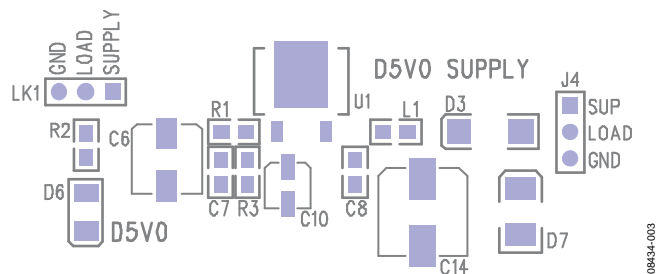 GND
LOAD
SUPPLY
LK1
R2
C6
D6
D5V0
R1
C7
R3
C10
U1
D5V0 SUPPLY
L1
D3
C8
C14
D7
J4
SUP
LOAD
GND
08434-003